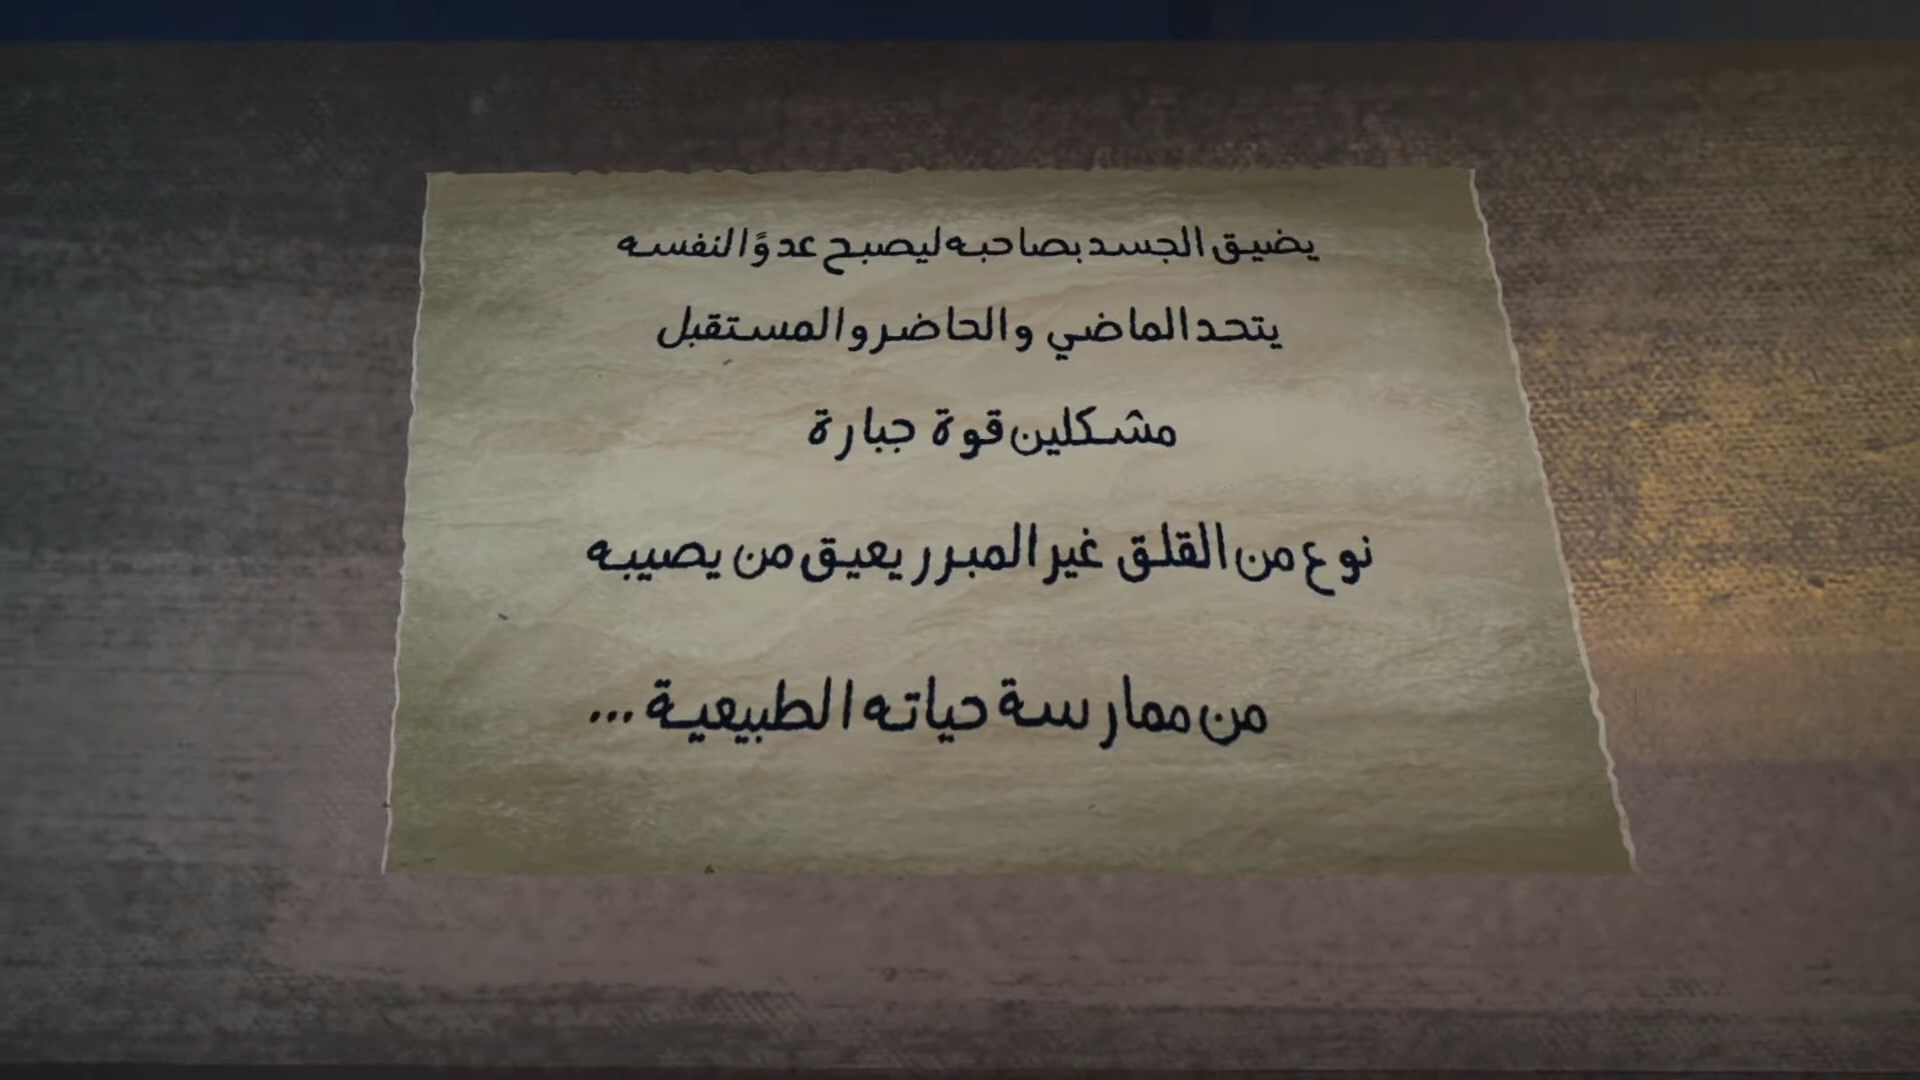 يضيق الجسد بصاحبه ليصبح عدوًا لنفسه
يتحد الماضي والحاضر والمستقبل
مشكلين قوة جبارة
نوع من القلق غير المبرر يعيق من يصيبه
من ممارسة حياته الطبيعية ...